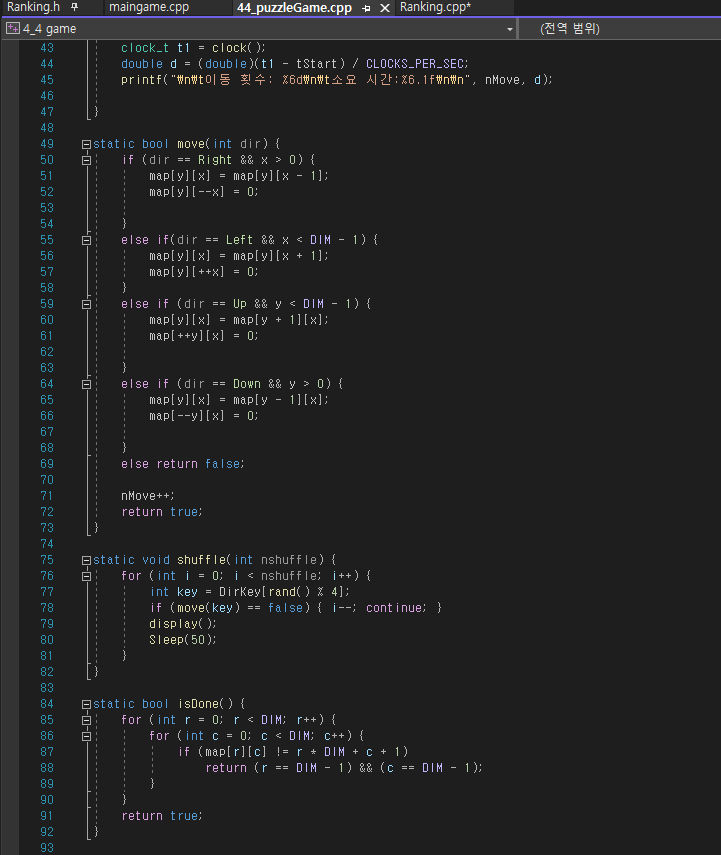 Ranking.h maingame.cpp 44_puzzleGame.cpp Ranking.cpp*
4_4 game (전역 범위)
43 clock_t t1 = clock();
44 double d = (double)(t1 - tStart) / CLOCKS_PER_SEC;
45 printf("₩n₩t이동 횟수: %6d₩n₩t소요 시간:%6.1f₩n₩n", nMove, d);
46
47 }
48
49 static bool move(int dir) {
50 if (dir == Right && x > 0) {
51 map[y][x] = map[y][x - 1];
52 map[y][--x] = 0;
53
54 }
55 else if(dir == Left && x < DIM - 1) {
56 map[y][x] = map[y][x + 1];
57 map[y][++x] = 0;
58 }
59 else if (dir == Up && y < DIM - 1) {
60 map[y][x] = map[y + 1][x];
61 map[++y][x] = 0;
62
63 }
64 else if (dir == Down && y > 0) {
65 map[y][x] = map[y - 1][x];
66 map[--y][x] = 0;
67
68 }
69 else return false;
70
71 nMove++;
72 return true;
73 }
74
75 static void shuffle(int nshuffle) {
76 for (int i = 0; i < nshuffle; i++) {
77 int key = DirKey[rand() % 4];
78 if (move(key) == false) { i--; continue; }
79 display();
80 Sleep(50);
81 }
82 }
83
84 static bool isDone() {
85 for (int r = 0; r < DIM; r++) {
86 for (int c = 0; c < DIM; c++) {
87 if (map[r][c] != r * DIM + c + 1)
88 return (r == DIM - 1) && (c == DIM - 1);
89 }
90 }
91 return true;
92 }
93